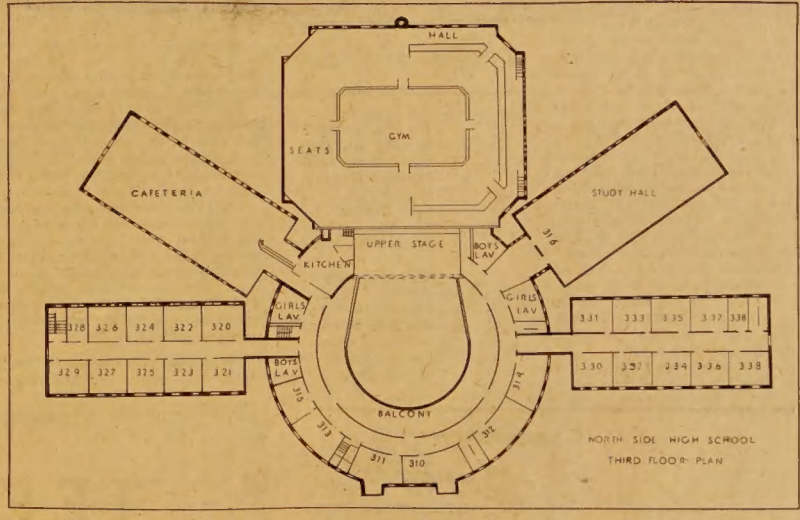 HALL
GYM
SEATS
CAFETERIA
STUDY HALL
316
UPPER STAGE
BOYS
LAV
KITCHEN
GIRLS
LAV.
GIRLS
LAV
328 326 324 322 320
329 327 325 323 321
331 333 335 337 338
330 332 334 336 338
BOYS
LAV
315
313
311
310
312
314
BALCONY
NORTH SIDE HIGH SCHOOL
THIRD FLOOR PLAN